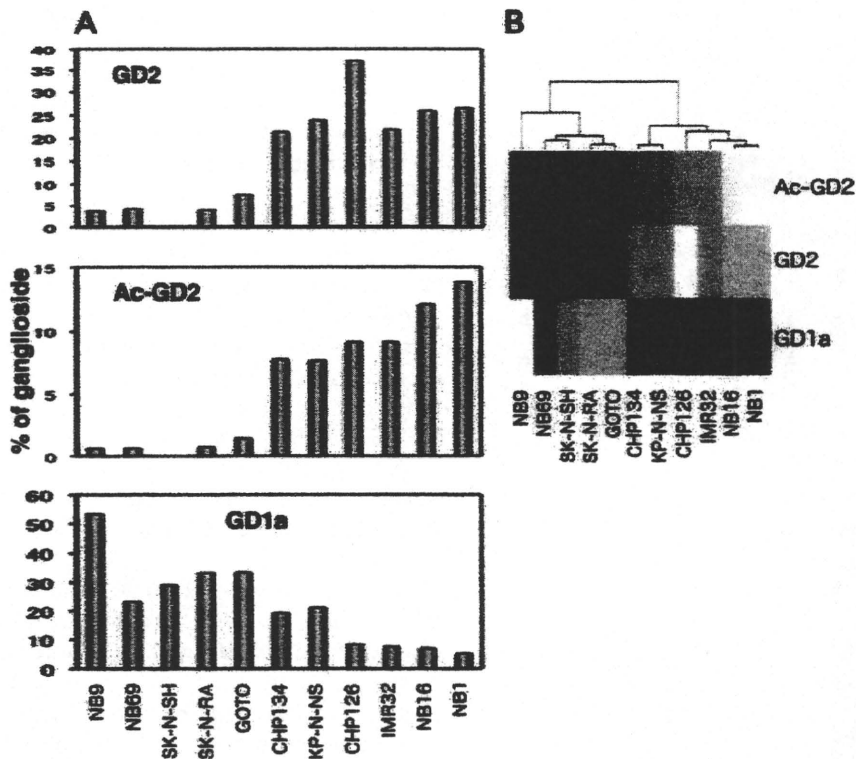 A
B
% of ganglioside
GD2
40
35
30
25
20
15
10
5
0
Ac-GD2
15
10
5
0
GD1a
60
50
40
30
20
10
0
NB9
NB69
SK-N-SH
SK-N-RA
GOTO
CHP134
KP-N-NS
CHP126
IMR32
NB16
NB1
Ac-GD2
GD2
GD1a
NB9
NB69
SK-N-SH
SK-N-RA
GOTO
CHP134
KP-N-NS
CHP126
IMR32
NB16
NB1